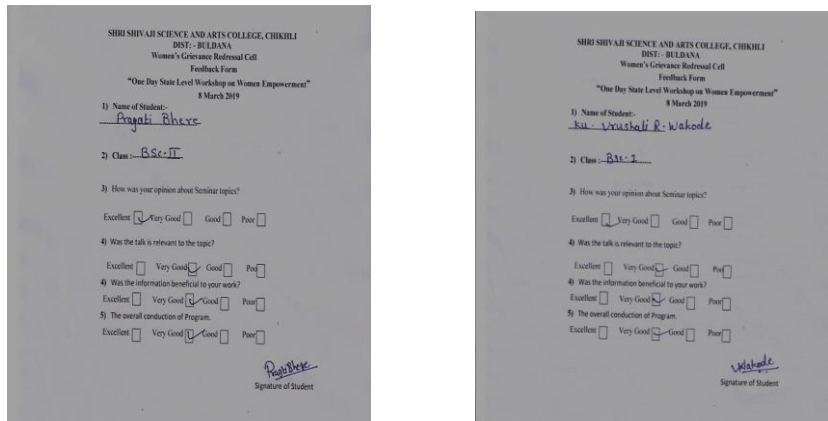 SHRI SHIVAJI SCIENCE AND ARTS COLLEGE, CHIKHLI
DIST: - BULDANA
Women's Grievance Redressal Cell
Feedback Form
"One Day State Level Workshop on Women Empowerment"
8 March 2019
1) Name of Student:-
Pragati Bhere
2) Class :- BSc-II
3) How was your opinion about Seminar topics?
Excellent Very Good Good Poor
4) Was the talk is relevant to the topic?
Excellent Very Good Good Poor
4) Was the information beneficial to your work?
Excellent Very Good Good Poor
5) The overall conduction of Program.
Excellent Very Good Good Poor
Pragti Bhere
Signature of Student
SHRI SHIVAJI SCIENCE AND ARTS COLLEGE, CHIKHLI
DIST: - BULDANA
Women's Grievance Redressal Cell
Feedback Form
"One Day State Level Workshop on Women Empowerment"
8 March 2019
1) Name of Student:-
Ku. Vrushali R. Wakode
2) Class :- BSc-I
3) How was your opinion about Seminar topics?
Excellent Very Good Good Poor
4) Was the talk is relevant to the topic?
Excellent Very Good Good Poor
4) Was the information beneficial to your work?
Excellent Very Good Good Poor
5) The overall conduction of Program.
Excellent Very Good Good Poor
VWakode
Signature of Student